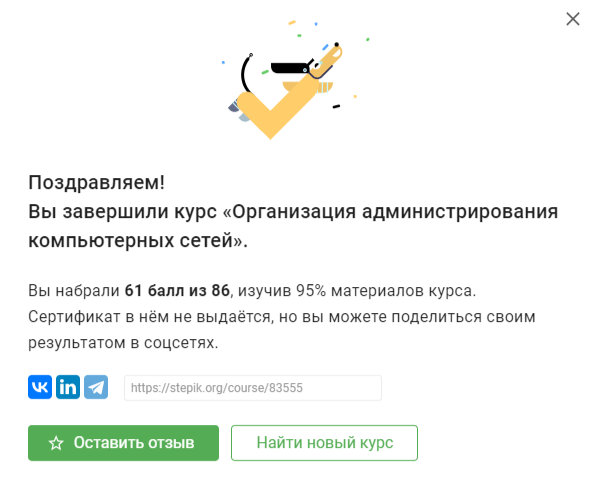 Поздравляем!
Вы завершили курс «Организация администрирования
компьютерных сетей».
Вы набрали 61 балл из 86, изучив 95% материалов курса.
Сертификат в нём не выдаётся, но вы можете поделиться своим
результатом в соцсетях.
https://stepik.org/course/83555
Оставить отзыв
Найти новый курс